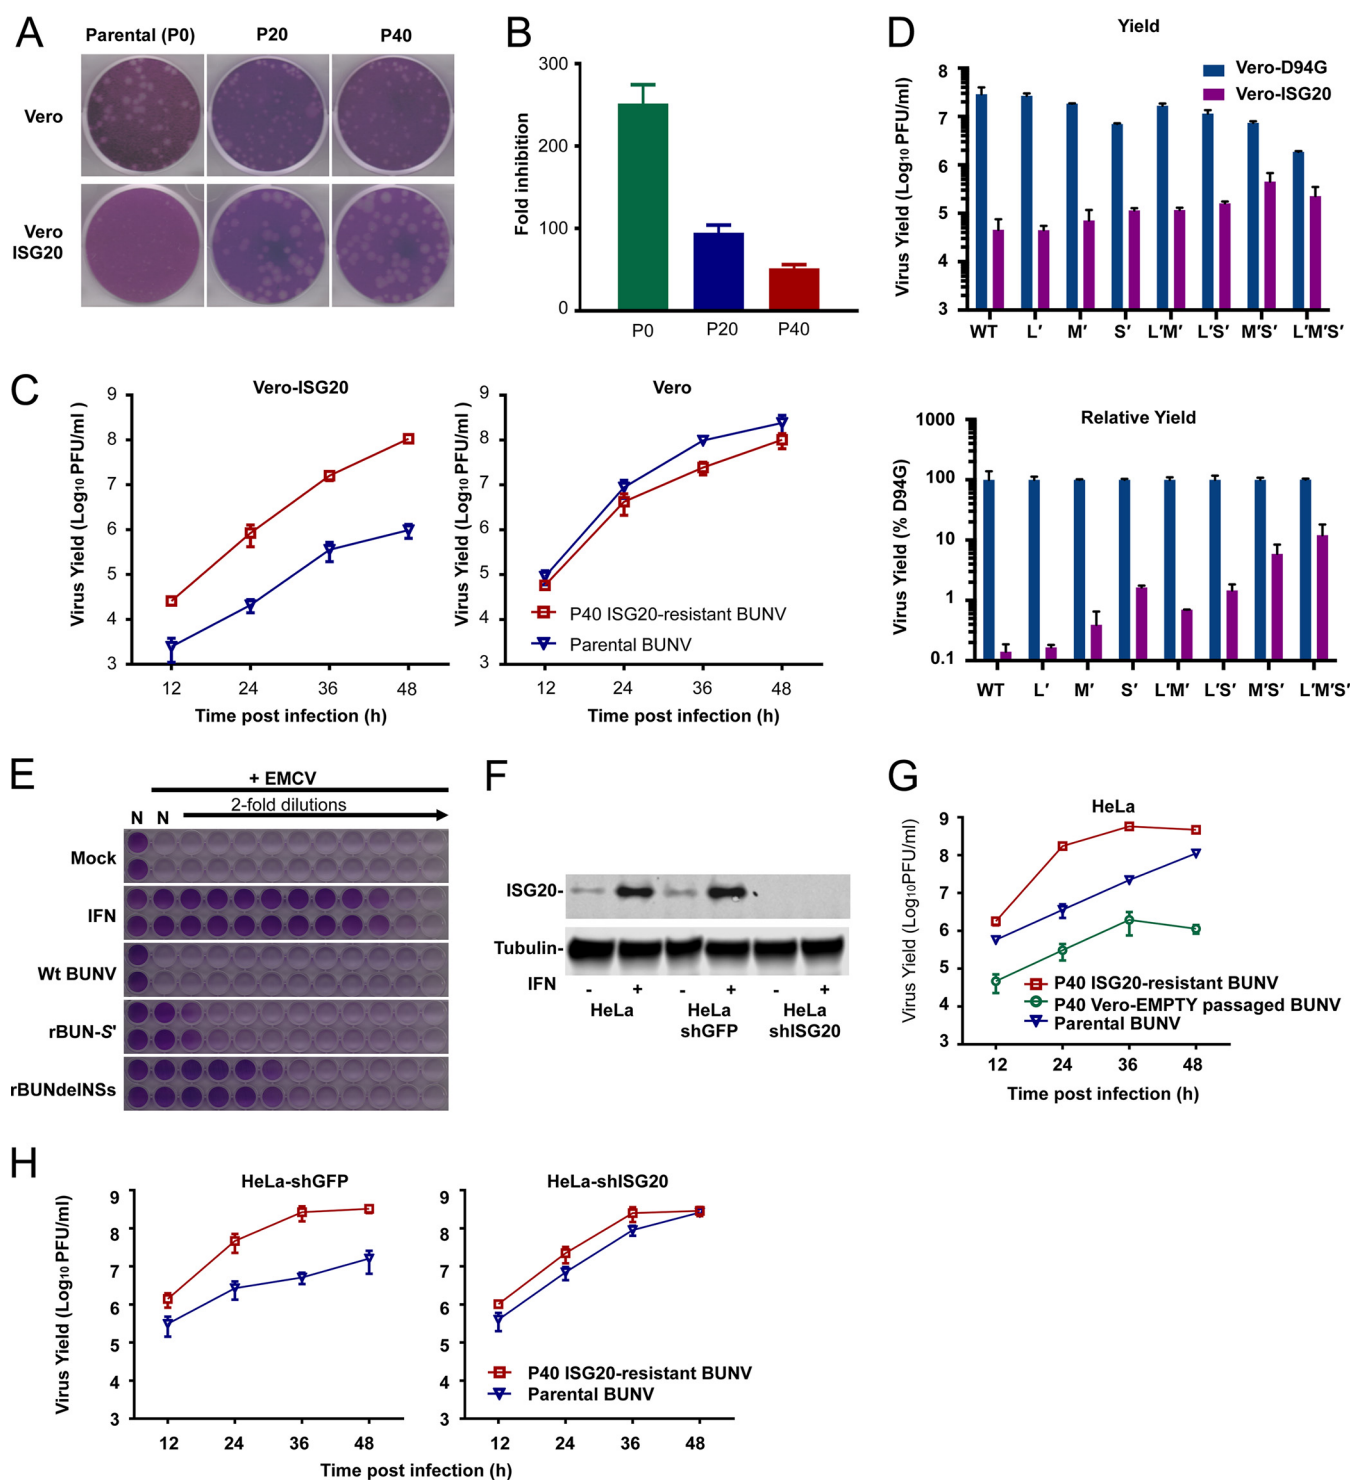 A
Parental (P0) P20 P40
Vero
Vero
ISG20
B
Fold inhibition
300
200
100
0
P0 P20 P40
C
Vero-ISG20
Virus Yield (Log10 PFU/ml )
9
8
7
6
5
4
3
12 24 36 48
Time post infection (h)
Vero
Virus Yield (Log10 PFU/ml)
9
8
7
6
5
4
3
P40 ISG20-resistant BUNV
Parental BUNV
12 24 36 48
Time post infection (h)
D
Yield
Vero-D94G
Vero-ISG20
Virus Yield (Log10 PFU/ml)
8
7
6
5
4
3
WT L′ M′ S′ L′M′ L′S′ M′S′ L′M′S′
Relative Yield
Virus Yield (% D94G)
1000
100
10
1
0.1
WT L′ M′ S′ L′M′ L′S′ M′S′ L′M′S′
E
+ EMCV
N N 2-fold dilutions
Mock
IFN
Wt BUNV
rBUN-S'
rBUNdelNSs
F
ISG20-
Tubulin-
IFN - + - + - +
HeLa HeLa shGFP HeLa shISG20
G
HeLa
Virus Yield (Log10PFU/ml)
9
8
7
6
5
4
3
P40 ISG20-resistant BUNV
P40 Vero-EMPTY passaged BUNV
Parental BUNV
12 24 36 48
Time post infection (h)
H
HeLa-shGFP
Virus Yield (Log10 PFU/ml)
9
8
7
6
5
4
3
12 24 36 48
HeLa-shISG20
9
8
7
6
5
4
3
P40 ISG20-resistant BUNV
Parental BUNV
12 24 36 48
Time post infection (h)